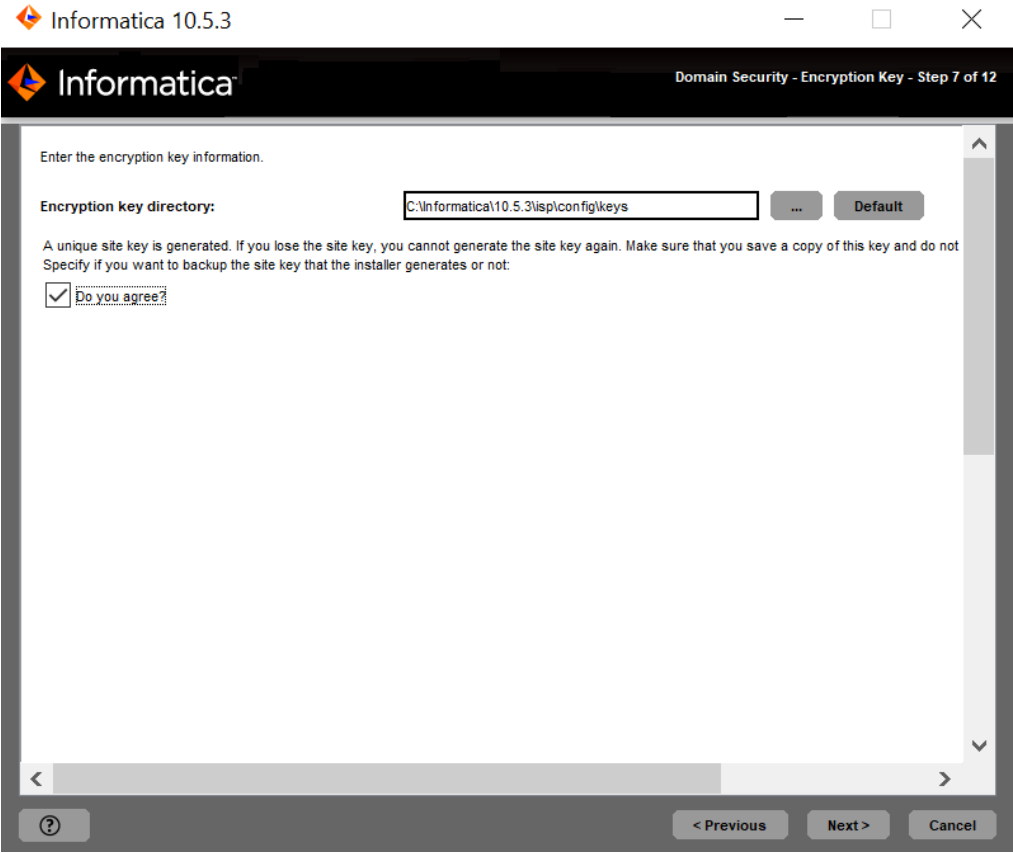 Informatica 10.5.3
Informatica
Domain Security - Encryption Key - Step 7 of 12
Enter the encryption key information.
Encryption key directory: C:\Informatica\10.5.3\isp\config\keys ... Default
A unique site key is generated. If you lose the site key, you cannot generate the site key again. Make sure that you save a copy of this key and do not
Specify if you want to backup the site key that the installer generates or not:
Do you agree?
< Previous Next > Cancel